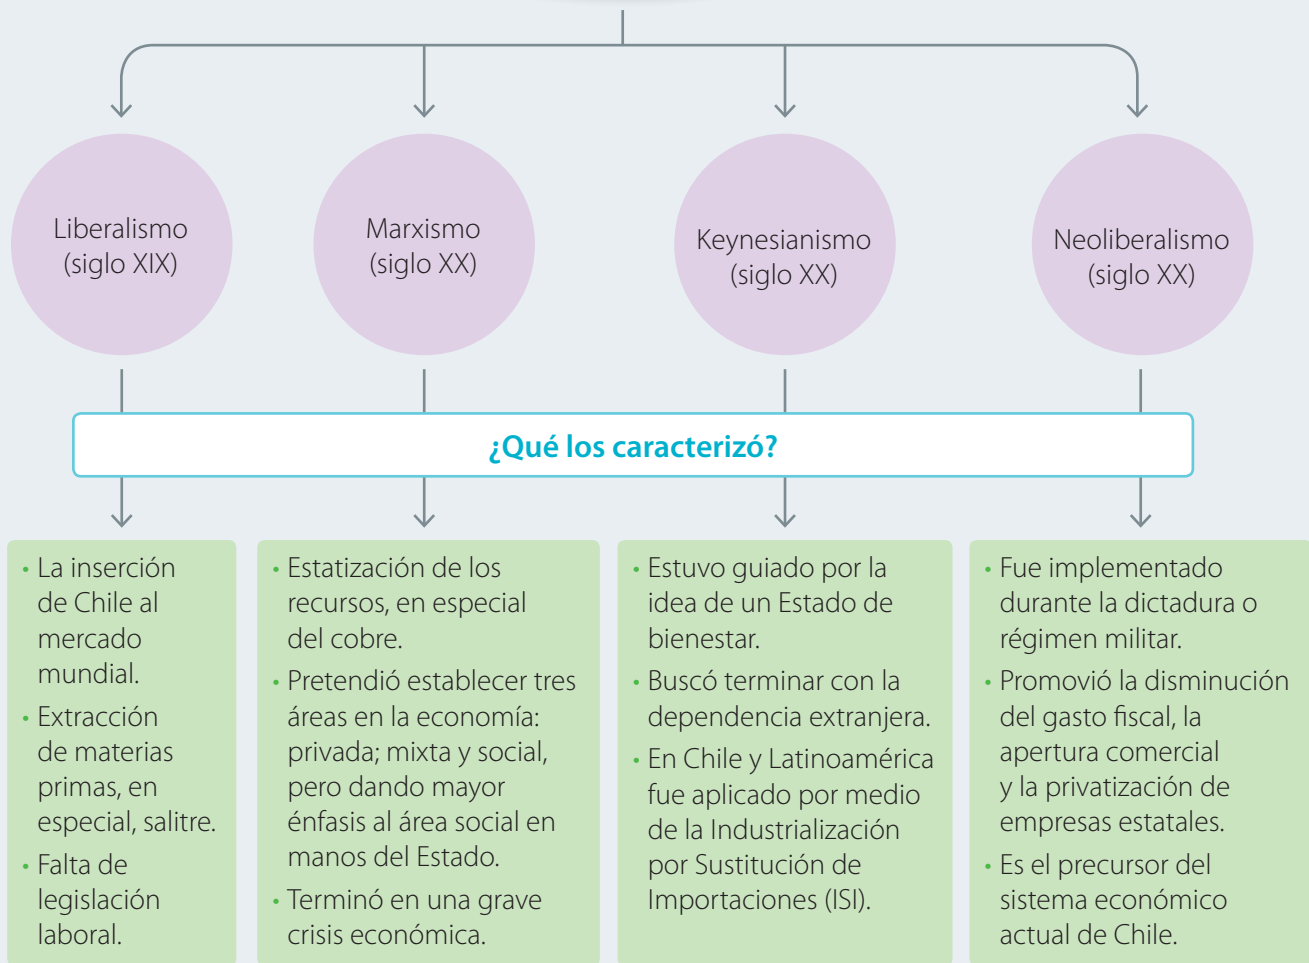 Liberalismo
(siglo XIX)
Marxismo
(siglo XX)
Keynesianismo
(siglo XX)
Neoliberalismo
(siglo XX)
¿Qué los caracterizó?
• La inserción
de Chile al
mercado
mundial.
• Extracción
de materias
primas, en
especial, salitre.
• Falta de
legislación
laboral.
• Estatización de los
recursos, en especial
del cobre.
• Pretendió establecer tres
áreas en la economía:
privada; mixta y social,
pero dando mayor
énfasis al área social en
manos del Estado.
• Terminó en una grave
crisis económica.
• Estuvo guiado por la
idea de un Estado de
bienestar.
• Buscó terminar con la
dependencia extranjera.
• En Chile y Latinoamérica
fue aplicado por medio
de la Industrialización
por Sustitución de
Importaciones (ISI).
• Fue implementado
durante la dictadura o
régimen militar.
• Promovió la disminución
del gasto fiscal, la
apertura comercial
y la privatización de
empresas estatales.
• Es el precursor del
sistema económico
actual de Chile.